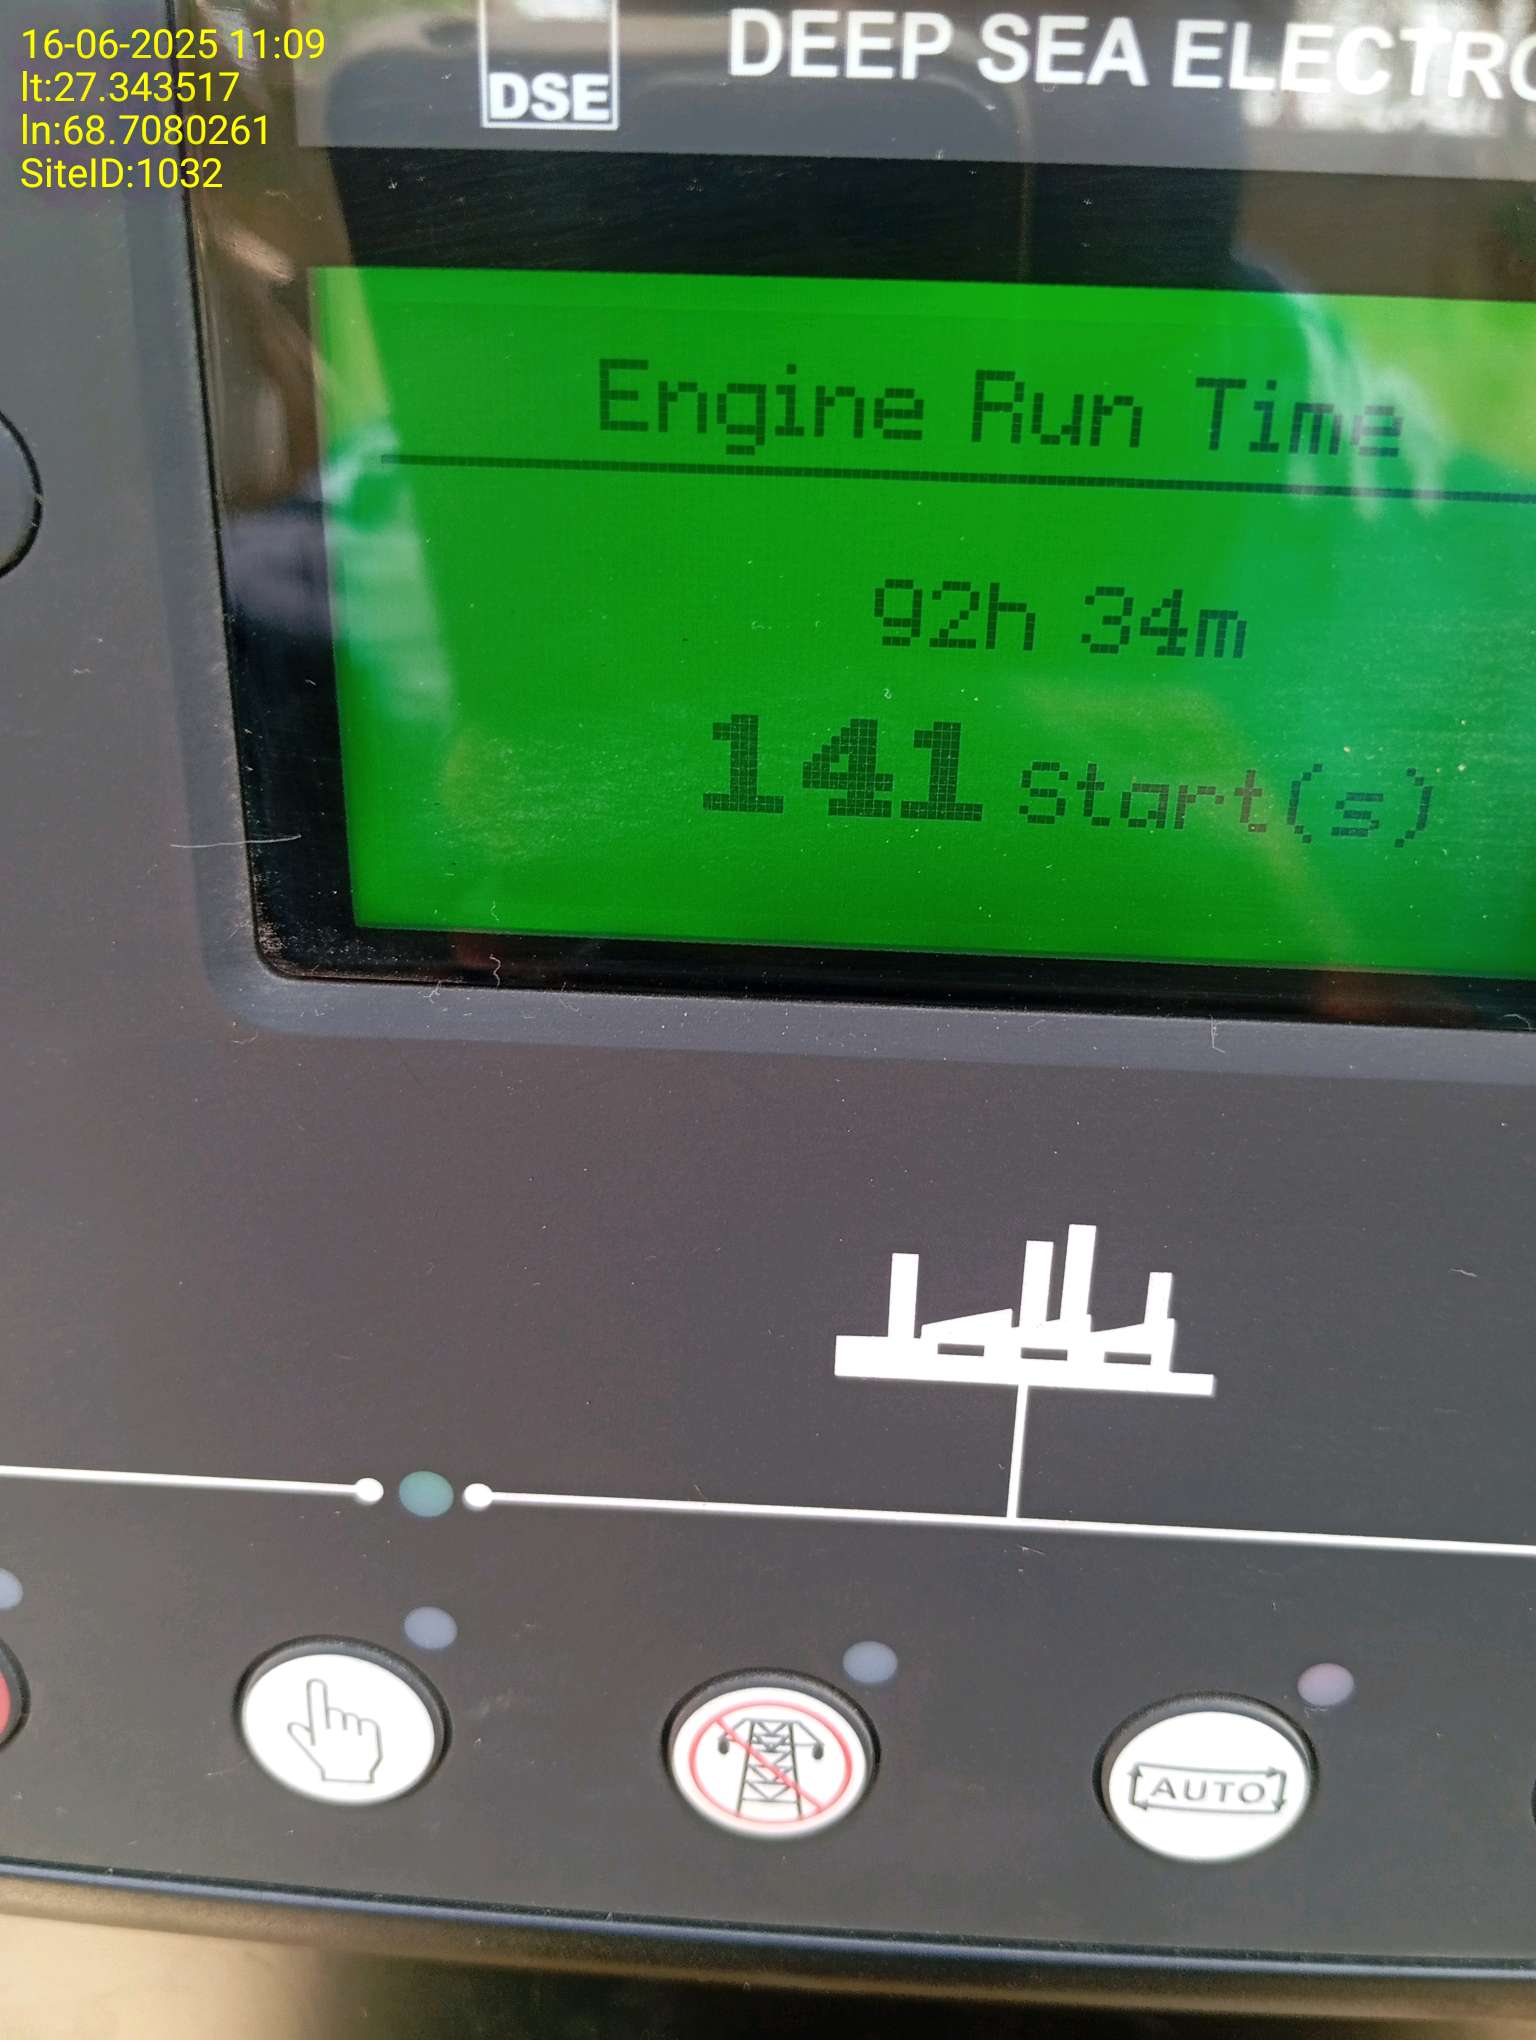 16-06-2025 11:09
lt:27.343517
ln:68.7080261
SiteID:1032
DSE
DEEP SEA ELECTRO
Engine Run Time
92h 34m
141 Start(s)
AUTO